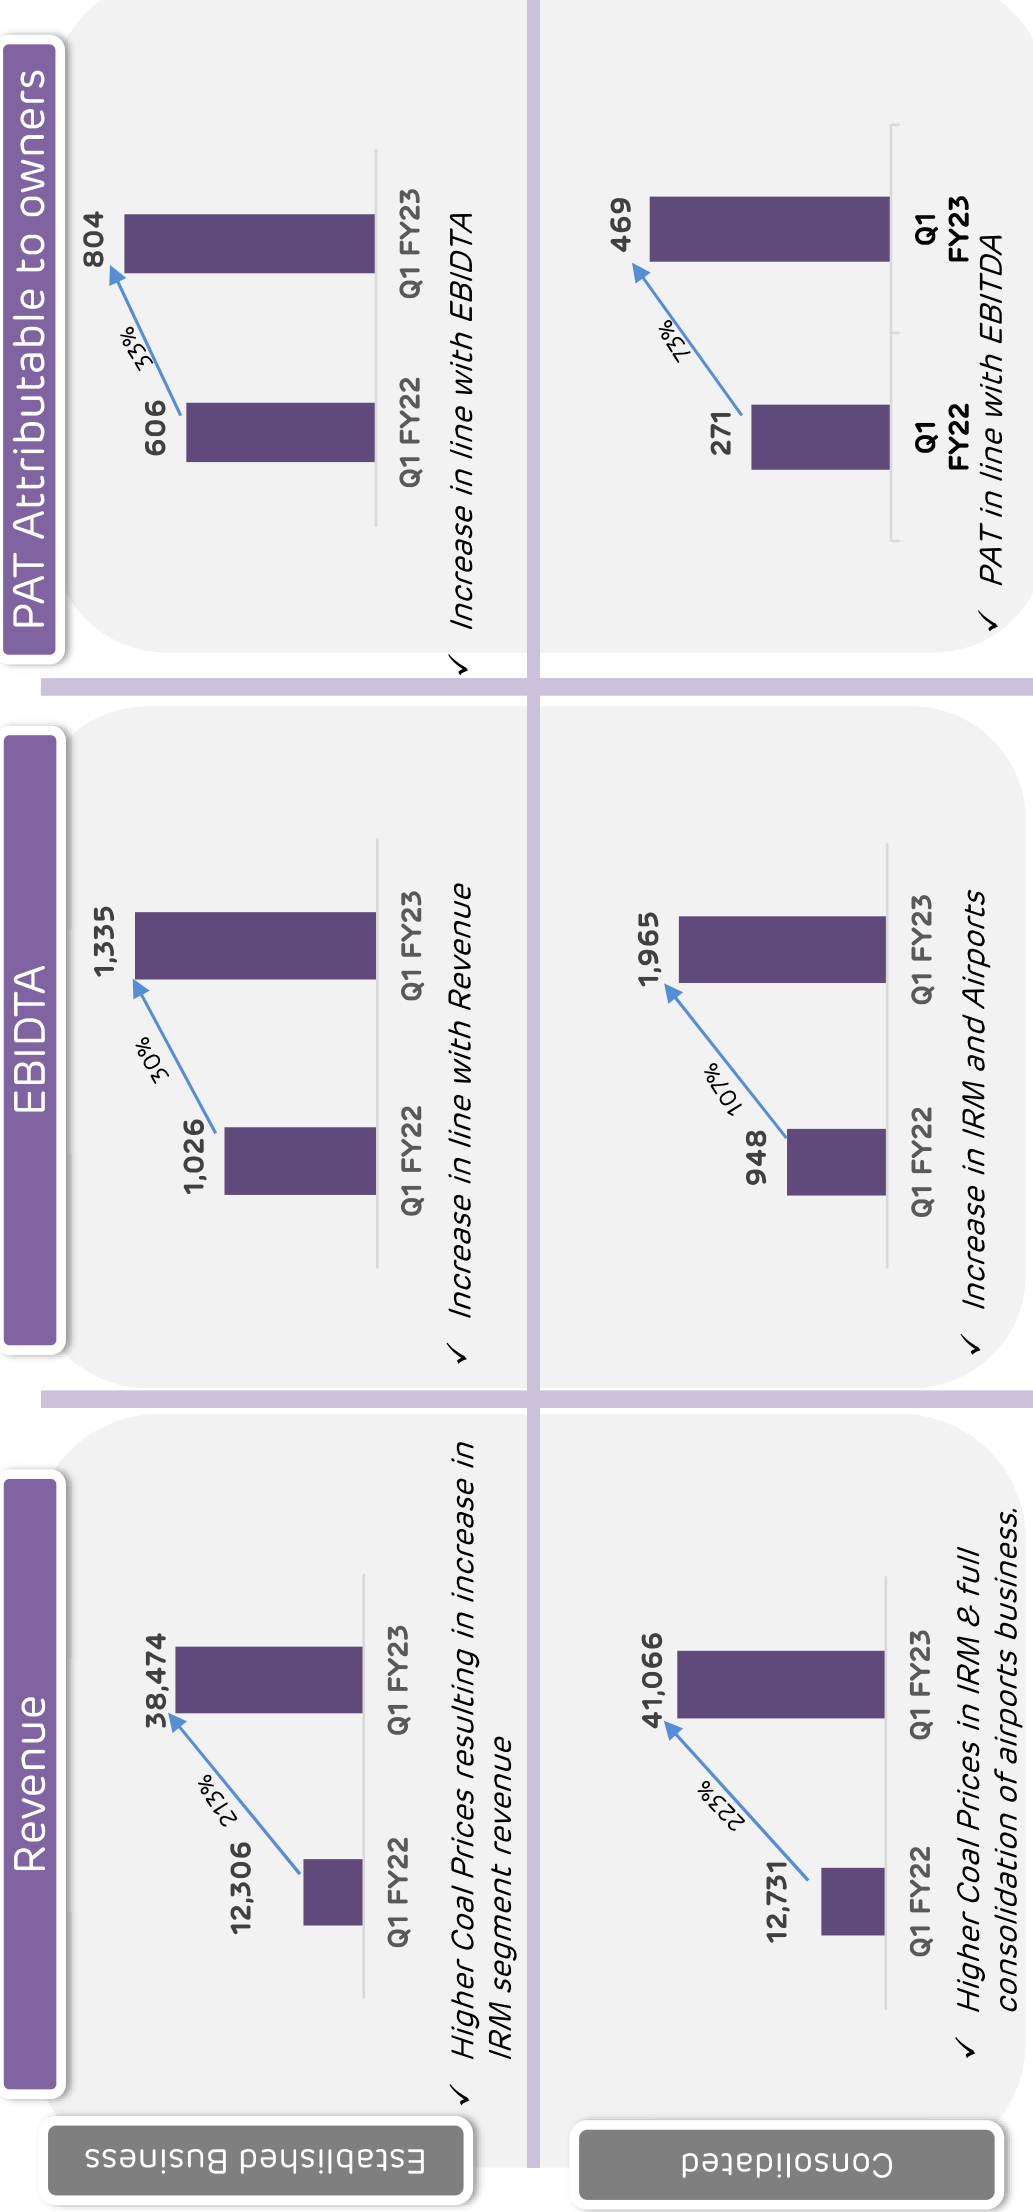 Revenue
EBIDTA
PAT Attributable to owners
Established Business
38,474
213%
12,306
Q1 FY22
Q1 FY23
✓ Higher Coal Prices resulting in increase in
IRM segment revenue
1,335
30%
1,026
Q1 FY22
Q1 FY23
✓ Increase in line with Revenue
804
33%
606
Q1 FY22
Q1 FY23
✓ Increase in line with EBIDTA
Consolidated
41,066
223%
12,731
Q1 FY22
Q1 FY23
✓ Higher Coal Prices in IRM & full
consolidation of airports business.
1,965
107%
948
Q1 FY22
Q1 FY23
✓ Increase in IRM and Airports
469
73%
271
Q1
FY22
Q1
FY23
✓ PAT in line with EBITDA